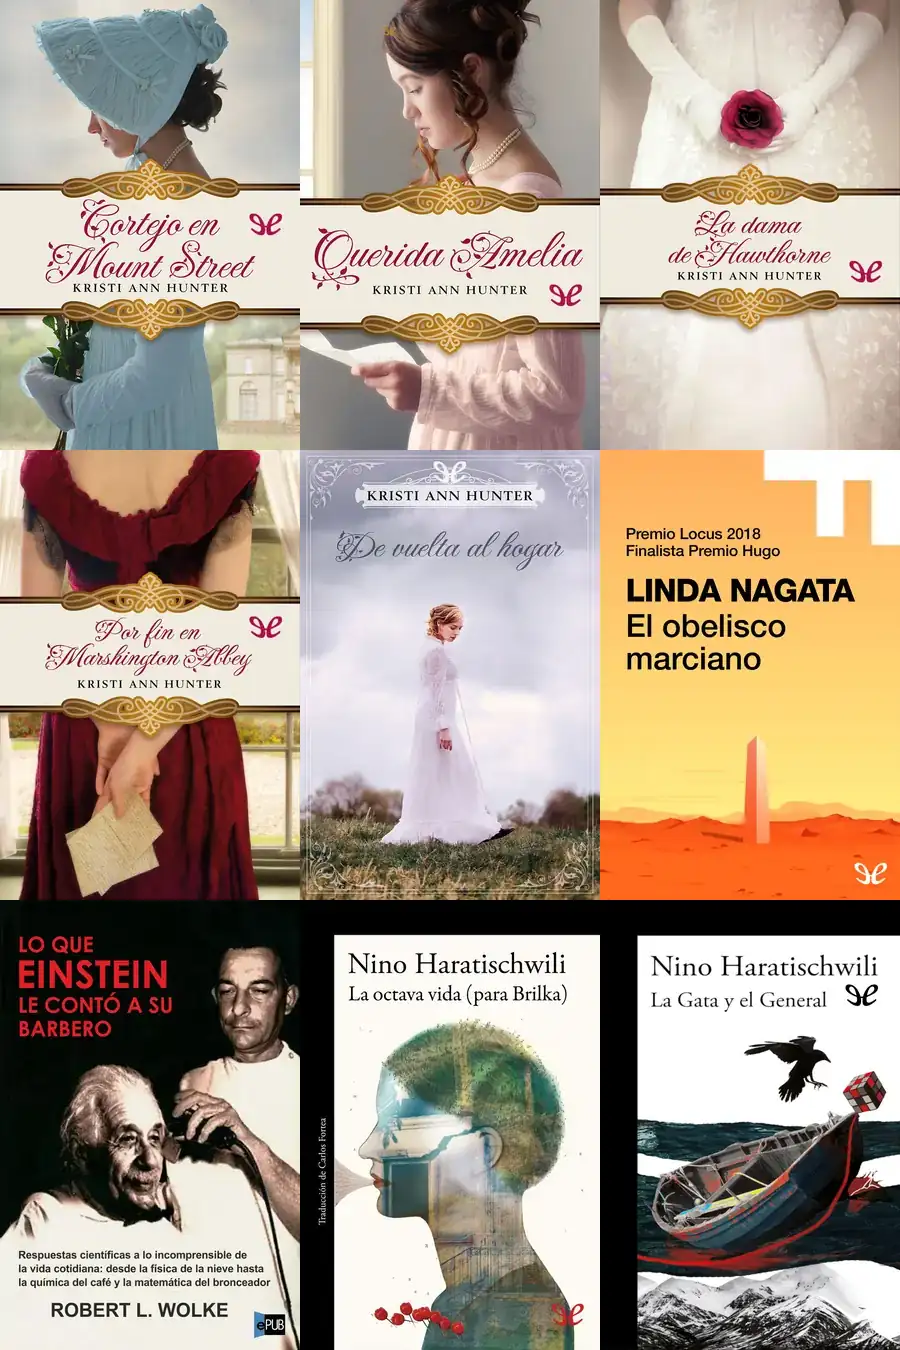 Cortejo en
Mount Street
KRISTI ANN HUNTER
Querida Amelia
KRISTI ANN HUNTER
La dama
de Hawthorne
KRISTI ANN HUNTER
Por fin en
Marshington Abbey
KRISTI ANN HUNTER
KRISTI ANN HUNTER
De vuelta al hogar
Premio Locus 2018
Finalista Premio Hugo
LINDA NAGATA
El obelisco
marciano
LO QUE
EINSTEIN
LE CONTÓ A SU
BARBERO
Respuestas científicas a lo incomprensible de
la vida cotidiana: desde la física de la nieve hasta
la química del café y la matemática del bronceador
ROBERT L. WOLKE
ePUB
Nino Haratischwili
La octava vida (para Brilka)
Traducción de Carlos Fortea
Nino Haratischwili
La Gata y el General